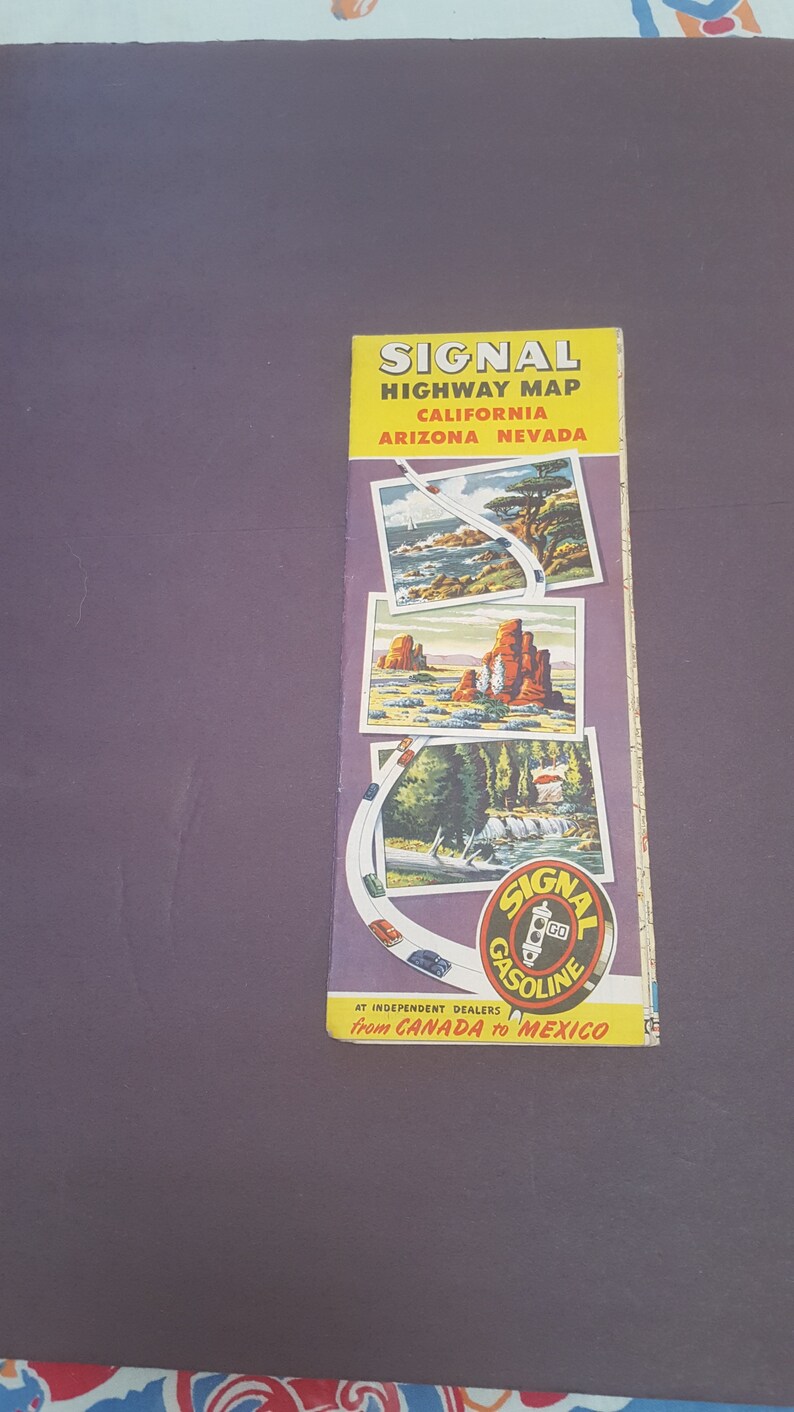 SIGNAL
HIGHWAY MAP
CALIFORNIA
ARIZONA NEVADA
SIGNAL
GO
GASOLINE
AT INDEPENDENT DEALERS
from CANADA to MEXICO